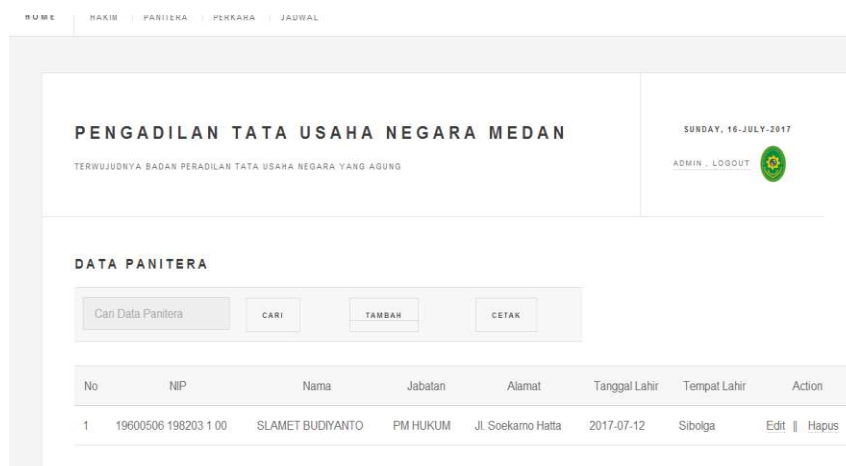 HOME HAKIM PANITERA PERKARA JADWAL
PENGADILAN TATA USAHA NEGARA MEDAN
TERWUJUDNYA BADAN PERADILAN TATA USAHA NEGARA YANG AGUNG
SUNDAY, 16-JULY-2017
ADMIN . LOGOUT
DATA PANITERA
Cari Data Panitera CARI TAMBAH CETAK
No NIP Nama Jabatan Alamat Tanggal Lahir Tempat Lahir Action
1 19600506 198203 1 00 SLAMET BUDIYANTO PM HUKUM Jl. Soekarno Hatta 2017-07-12 Sibolga Edit || Hapus